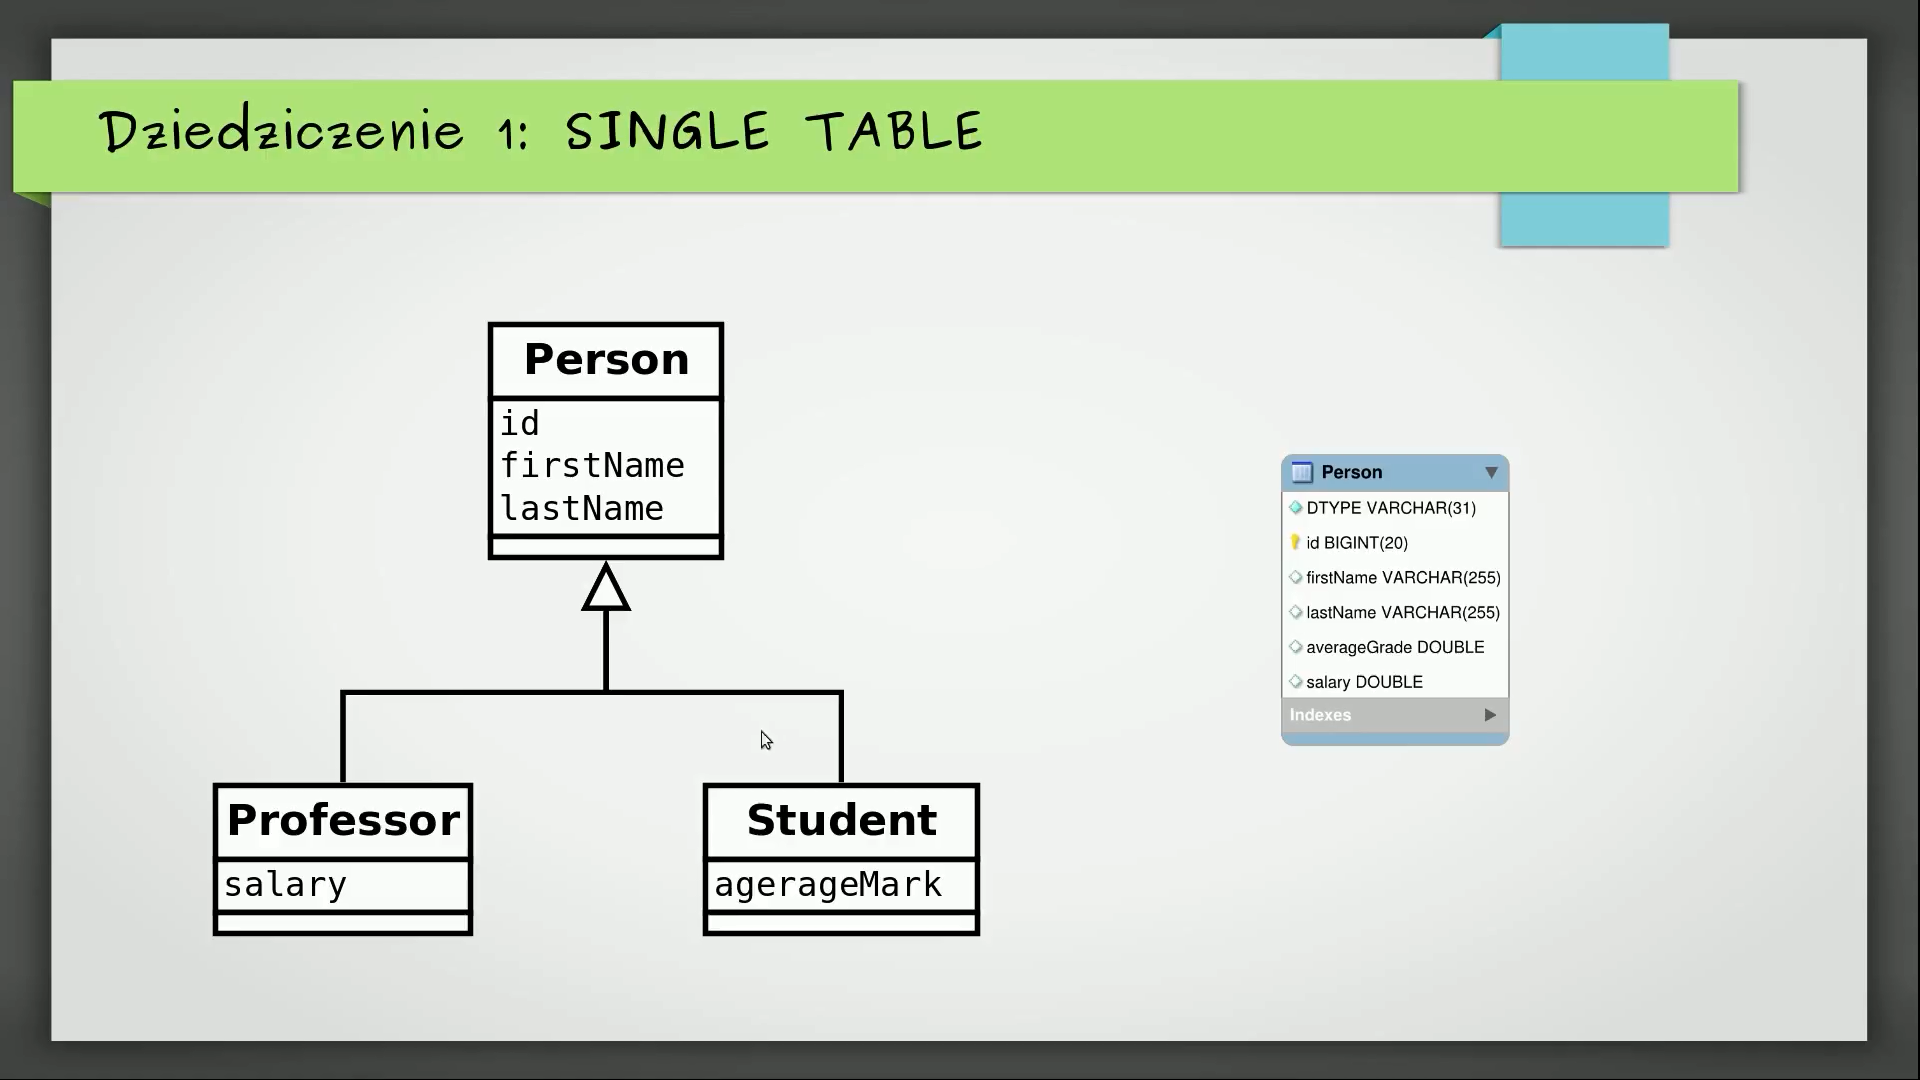 Dziedziczenie 1: SINGLE TABLE
Person
id
firstName
lastName
Professor
salary
Student
agerageMark
Person
DTYPE VARCHAR(31)
id BIGINT(20)
firstName VARCHAR(255)
lastName VARCHAR(255)
averageGrade DOUBLE
salary DOUBLE
Indexes